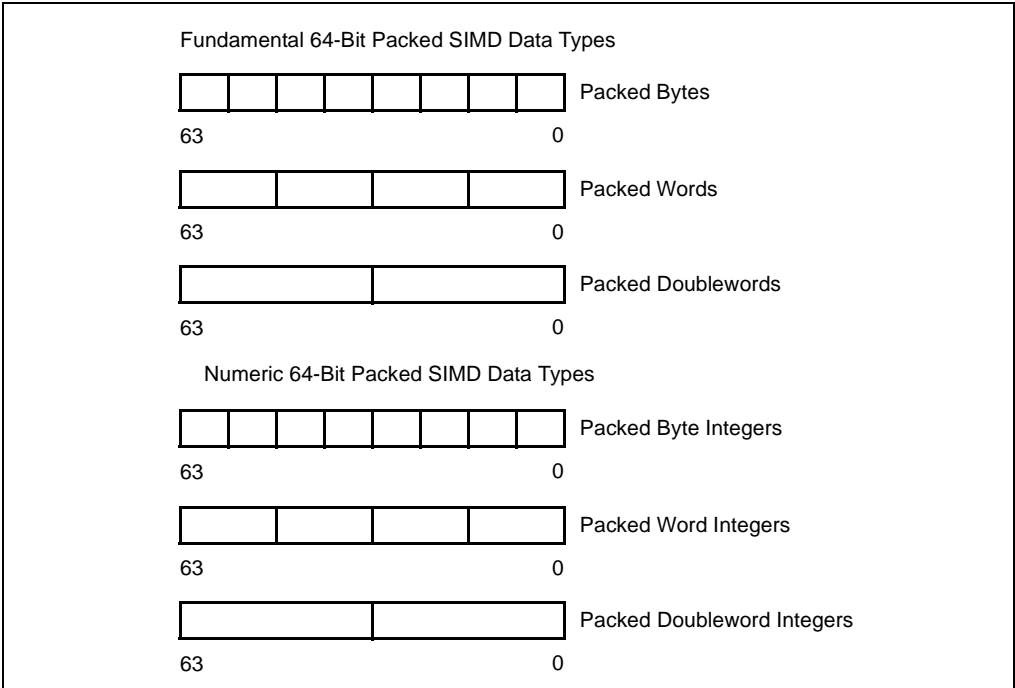 Fundamental 64-Bit Packed SIMD Data Types
Packed Bytes
63 0
Packed Words
63 0
Packed Doublewords
63 0
Numeric 64-Bit Packed SIMD Data Types
Packed Byte Integers
63 0
Packed Word Integers
63 0
Packed Doubleword Integers
63 0